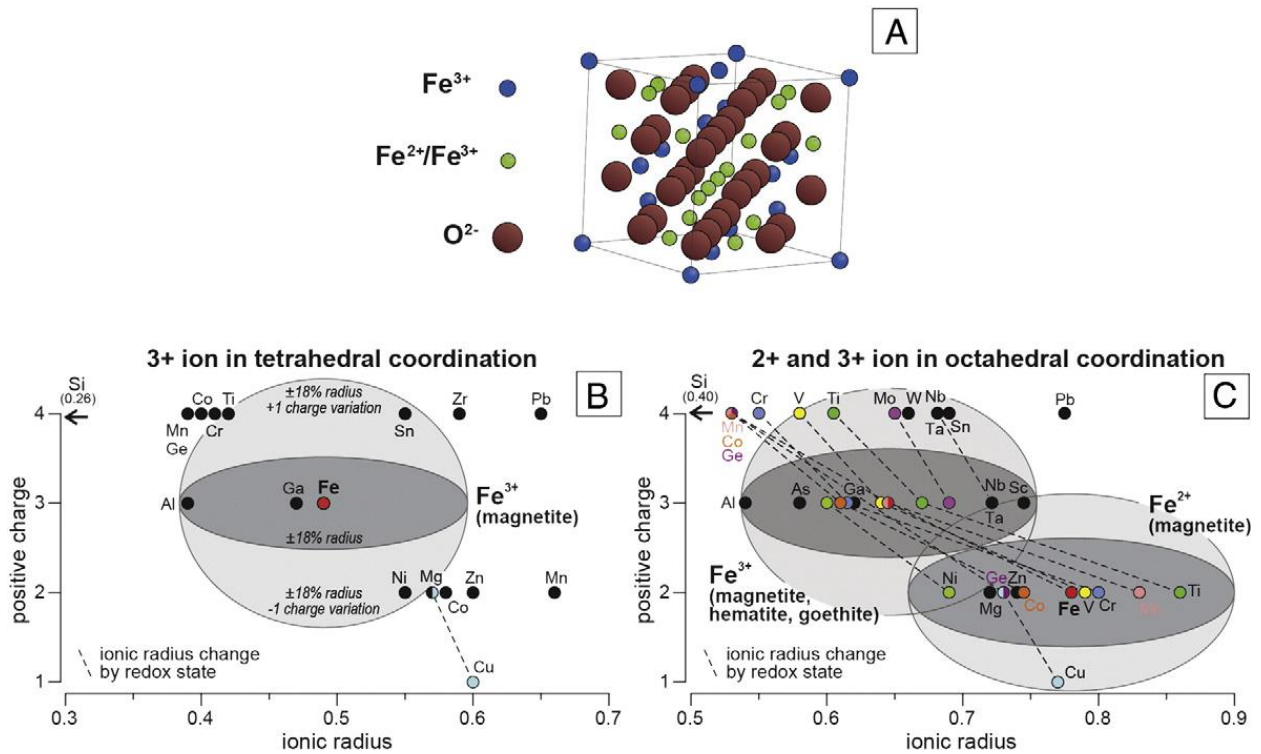 A
Fe3+
Fe2+/Fe3+
O2-
3+ ion in tetrahedral coordination
B
Si
(0.26)
Co Ti
Mn Cr
Ge
±18% radius
+1 charge variation
Sn
Zr
Pb
Al
Ga
Fe
±18% radius
Fe3+
(magnetite)
±18% radius
-1 charge variation
Ni
Mg
Co
Zn
Mn
Cu
ionic radius change
by redox state
positive charge
4
3
2
1
0.3 0.4 0.5 0.6 0.7
ionic radius
2+ and 3+ ion in octahedral coordination
C
Si
(0.40)
Cr
V
Ti
Mo
W
Nb
Ta
Sn
Pb
Mn
Co
Ge
Al
As
Ga
Nb
Ta
Sc
Fe2+
(magnetite)
Fe3+
(magnetite,
hematite, goethite)
Ni
Ge
Zn
Mg
Co
Fe
V
Cr
Mn
Ti
Cu
ionic radius change
by redox state
positive charge
4
3
2
1
0.5 0.6 0.7 0.8 0.9
ionic radius